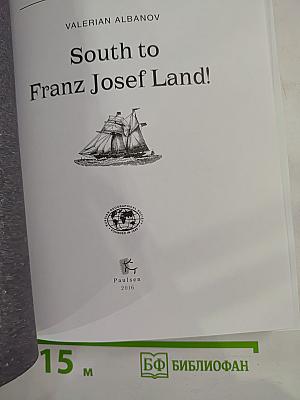 VALERIAN ALBANOV
South to
Franz Josef Land!
Paulsen
2016
15 м
БФ БИБЛИОФАН